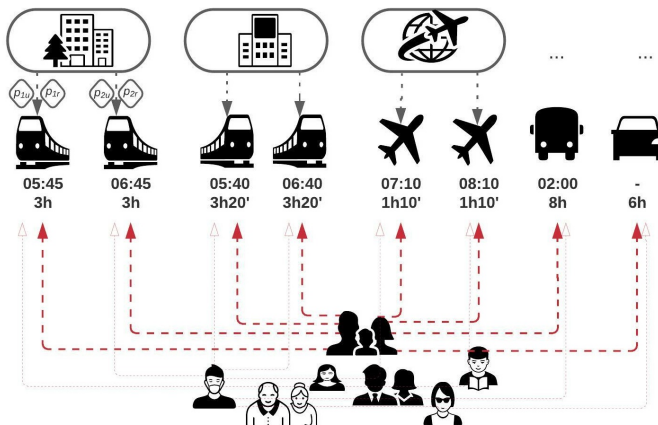 ... ...
p1u p1r p2u p2r
05:45 06:45 05:40 06:40 07:10 08:10 02:00 -
3h 3h 3h20' 3h20' 1h10' 1h10' 8h 6h